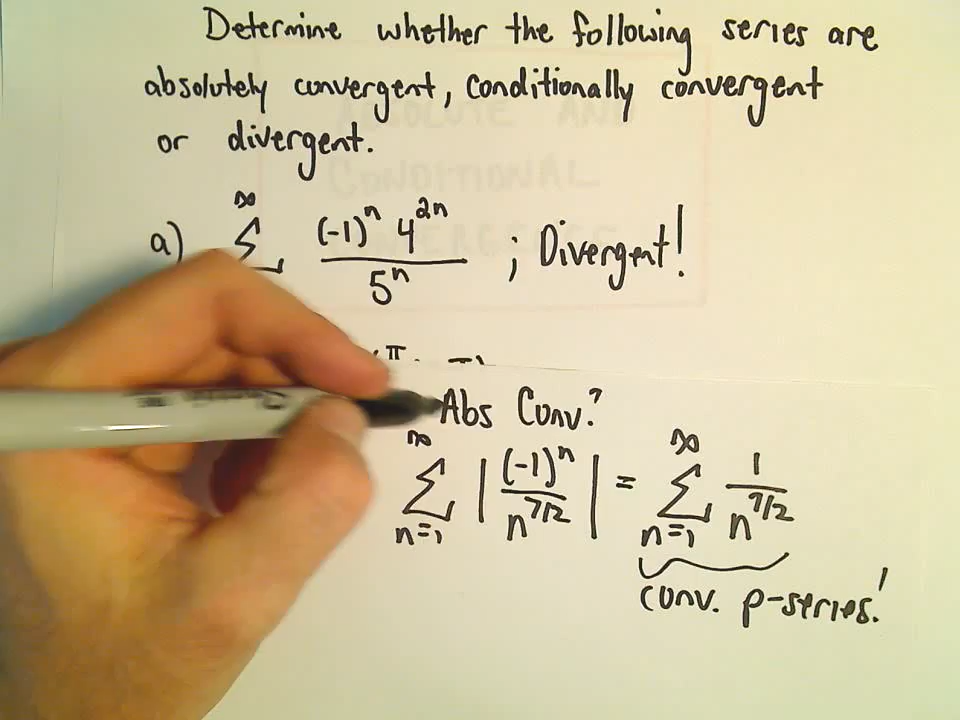 Determine whether the following series are
absolutely convergent, conditionally convergent
or divergent.
a) ∞ Σ (-1)^n 4^{2n} / 5^n ; Divergent!
Abs Conv?
∞ Σ n=1 | (-1)^n / n^{7/2} | = ∞ Σ n=1 1 / n^{7/2}
conv. p-series!